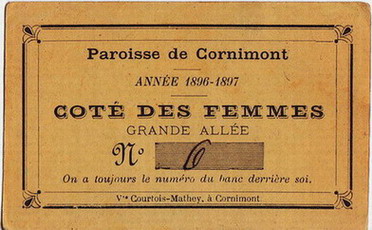 Paroisse de Cornimont
ANNÉE 1896-1897
COTÉ DES FEMMES
GRANDE ALLÉE
N° 6
On a toujours le numéro du banc derrière soi.
Vve Courtois-Mathey, à Cornimont.